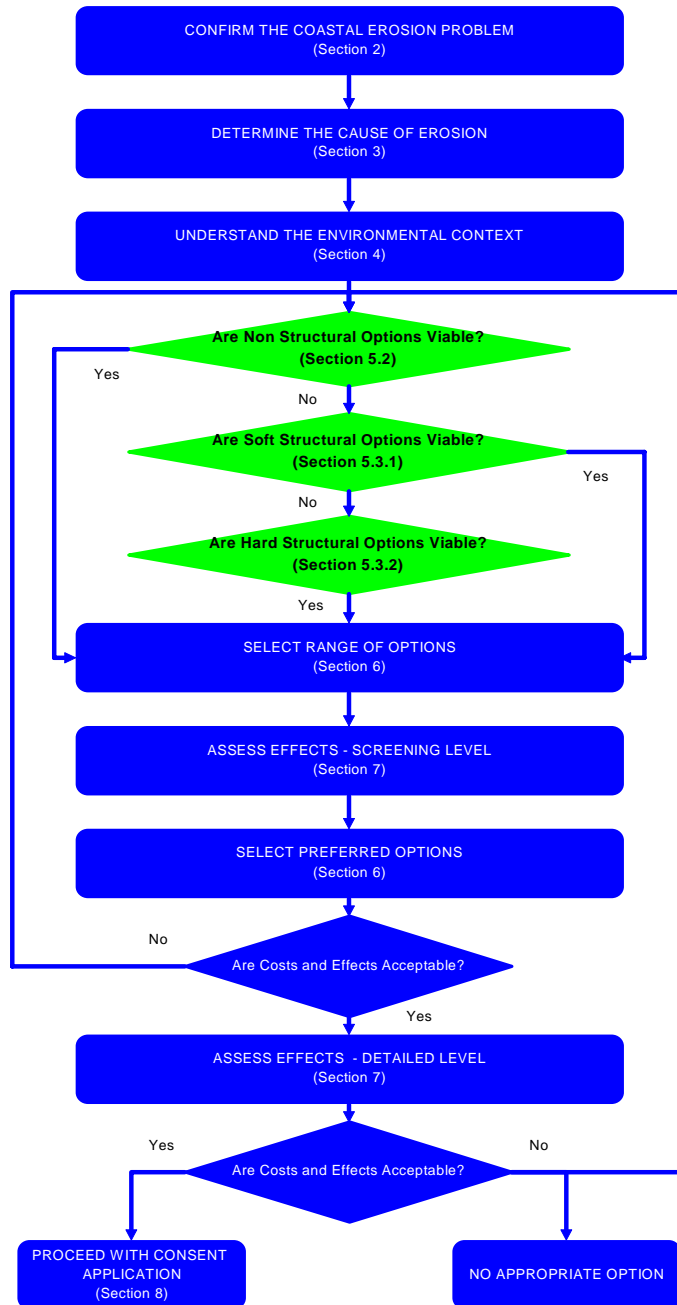 CONFIRM THE COASTAL EROSION PROBLEM
(Section 2)
DETERMINE THE CAUSE OF EROSION
(Section 3)
UNDERSTAND THE ENVIRONMENTAL CONTEXT
(Section 4)
Are Non Structural Options Viable?
(Section 5.2)
Yes
No
Are Soft Structural Options Viable?
(Section 5.3.1)
Yes
No
Are Hard Structural Options Viable?
(Section 5.3.2)
Yes
SELECT RANGE OF OPTIONS
(Section 6)
ASSESS EFFECTS - SCREENING LEVEL
(Section 7)
SELECT PREFERRED OPTIONS
(Section 6)
No
Are Costs and Effects Acceptable?
Yes
ASSESS EFFECTS - DETAILED LEVEL
(Section 7)
Yes
No
Are Costs and Effects Acceptable?
PROCEED WITH CONSENT
APPLICATION
(Section 8)
NO APPROPRIATE OPTION